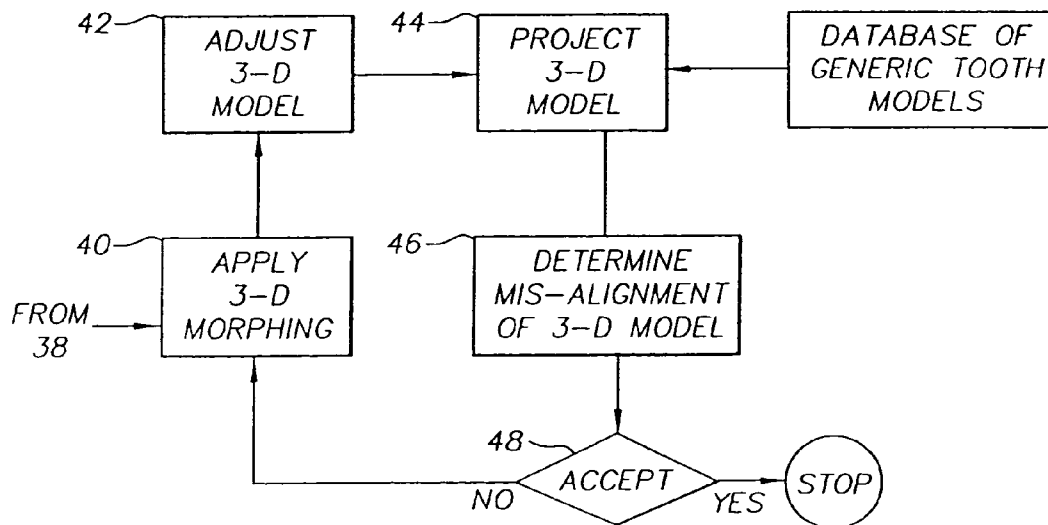 42
ADJUST
3-D
MODEL
44
PROJECT
3-D
MODEL
DATABASE OF
GENERIC TOOTH
MODELS
40
APPLY
3-D
MORPHING
FROM
38
46
DETERMINE
MIS-ALIGNMENT
OF 3-D MODEL
48
ACCEPT
NO
YES
STOP